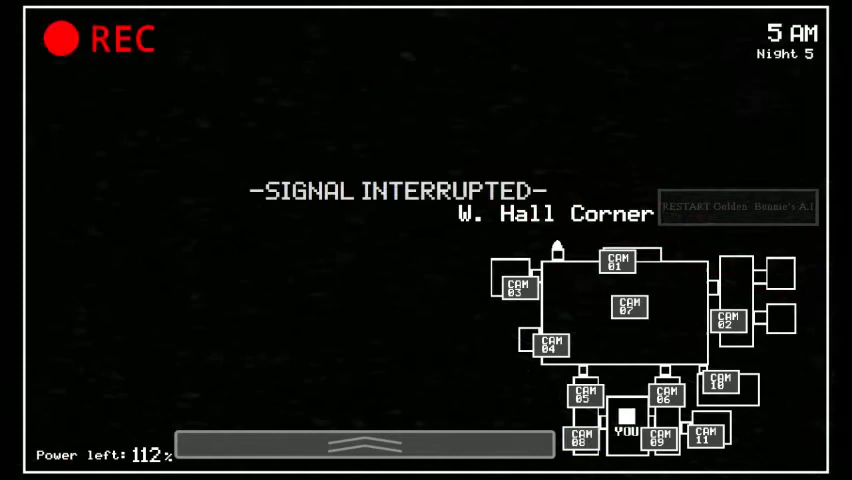 REC
5 AM
Night 5
-SIGNAL INTERRUPTED-
W. Hall Corner
RESTART Golden Bonnie's A.I
CAM 01
CAM 03
CAM 07
CAM 02
CAM 04
CAM 10
CAM 05
CAM 06
YOU
CAM 08
CAM 09
CAM 11
Power left: 112%